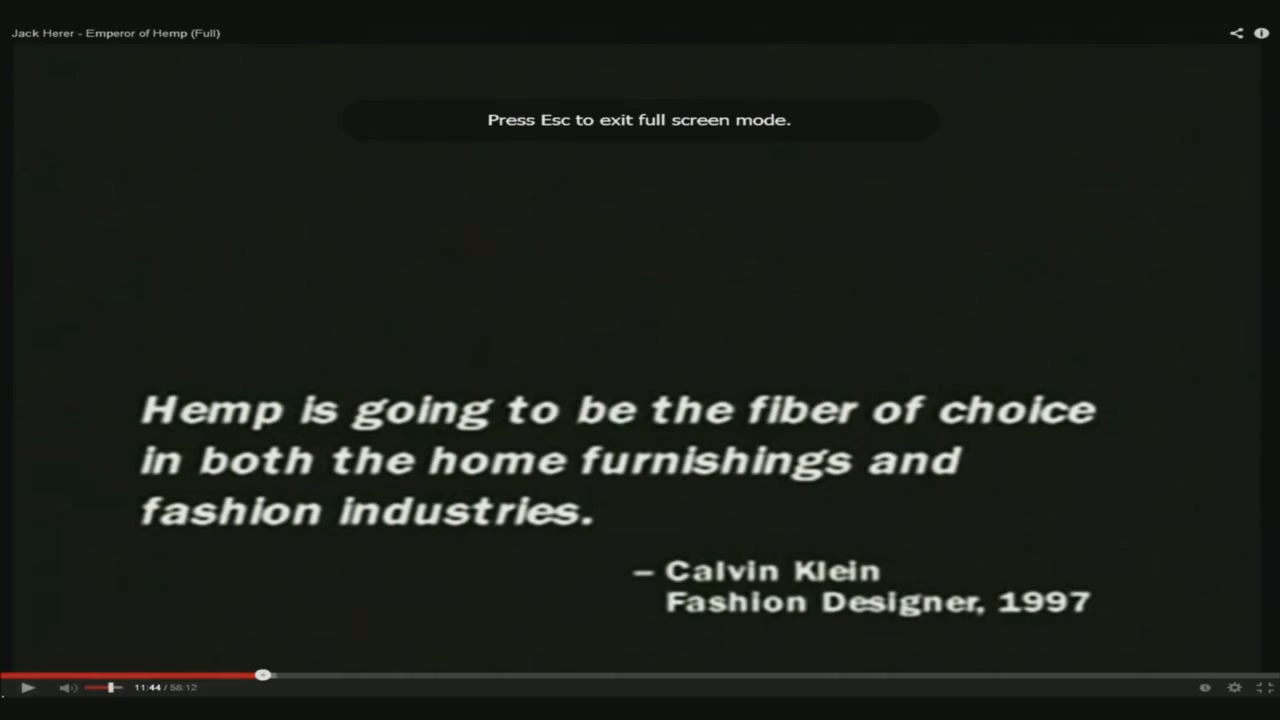 Jack Herer - Emperor of Hemp (Full)
Press Esc to exit full screen mode.
Hemp is going to be the fiber of choice
in both the home furnishings and
fashion industries.
– Calvin Klein
Fashion Designer, 1997
11:44 / 58:12